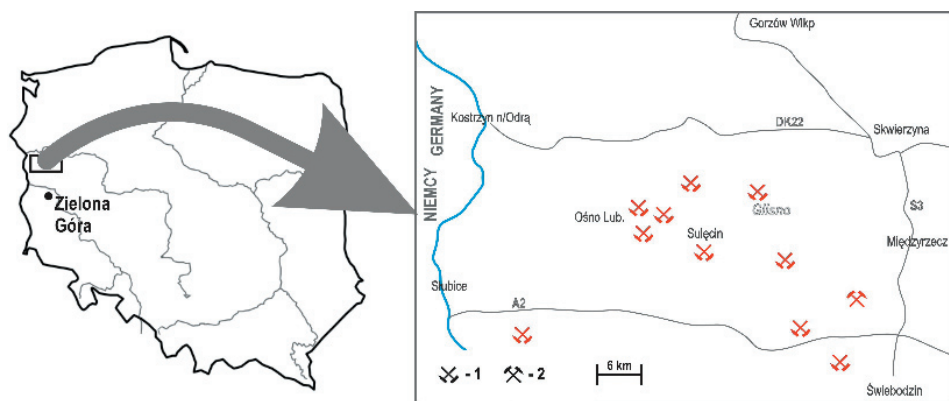 Zielona
Góra
Gorzów Wlkp
NIEMCY GERMANY
Kostrzyn n/Odrą
DK22
Skwierzyna
S3
Ośno Lub.
Glisno
Sulęcin
Międzyrzecz
Słubice
A2
- 1
- 2
6 km
Świebodzin